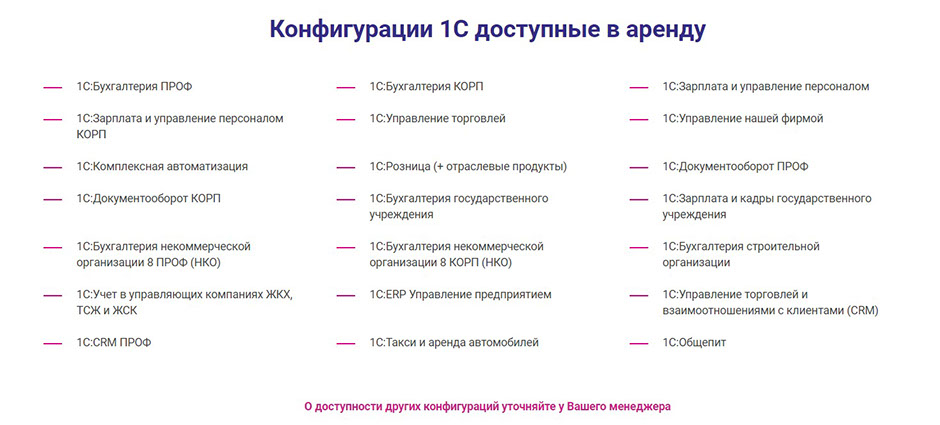 Конфигурации 1С доступные в аренду
1С:Бухгалтерия ПРОФ
1С:Бухгалтерия КОРП
1С:Зарплата и управление персоналом
1С:Зарплата и управление персоналом
КОРП
1С:Управление торговлей
1С:Управление нашей фирмой
1С:Комплексная автоматизация
1С:Розница (+ отраслевые продукты)
1С:Документооборот ПРОФ
1С:Документооборот КОРП
1С:Бухгалтерия государственного
учреждения
1С:Зарплата и кадры государственного
учреждения
1С:Бухгалтерия некоммерческой
организации 8 ПРОФ (НКО)
1С:Бухгалтерия некоммерческой
организации 8 КОРП (НКО)
1С:Бухгалтерия строительной
организации
1С:Учет в управляющих компаниях ЖКХ,
ТСЖ и ЖСК
1С:ERP Управление предприятием
1С:Управление торговлей и
взаимоотношениями с клиентами (CRM)
1С:CRM ПРОФ
1С:Такси и аренда автомобилей
1С:Общепит
О доступности других конфигураций уточняйте у Вашего менеджера